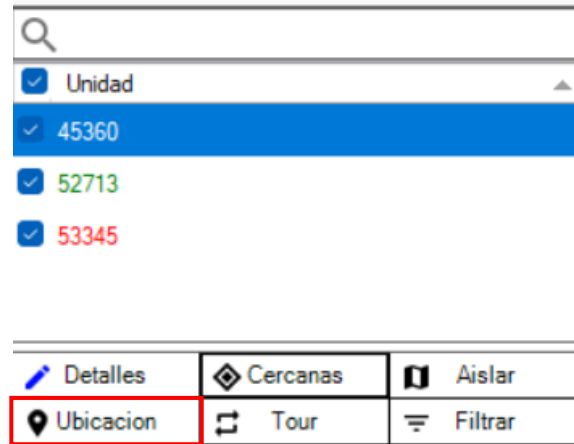 Unidad
45360
52713
53345
Detalles Cercanas Aislar
Ubicacion Tour Filtrar